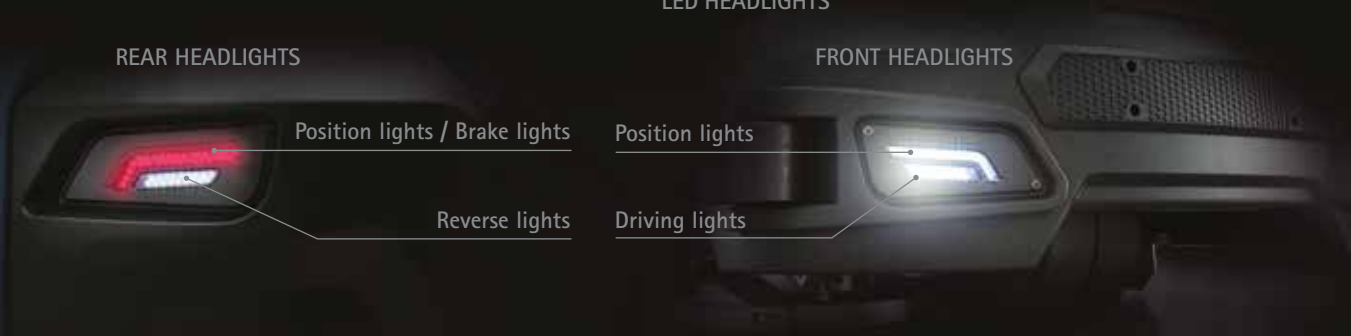 LED HEADLIGHTS
REAR HEADLIGHTS
FRONT HEADLIGHTS
Position lights / Brake lights
Reverse lights
Position lights
Driving lights